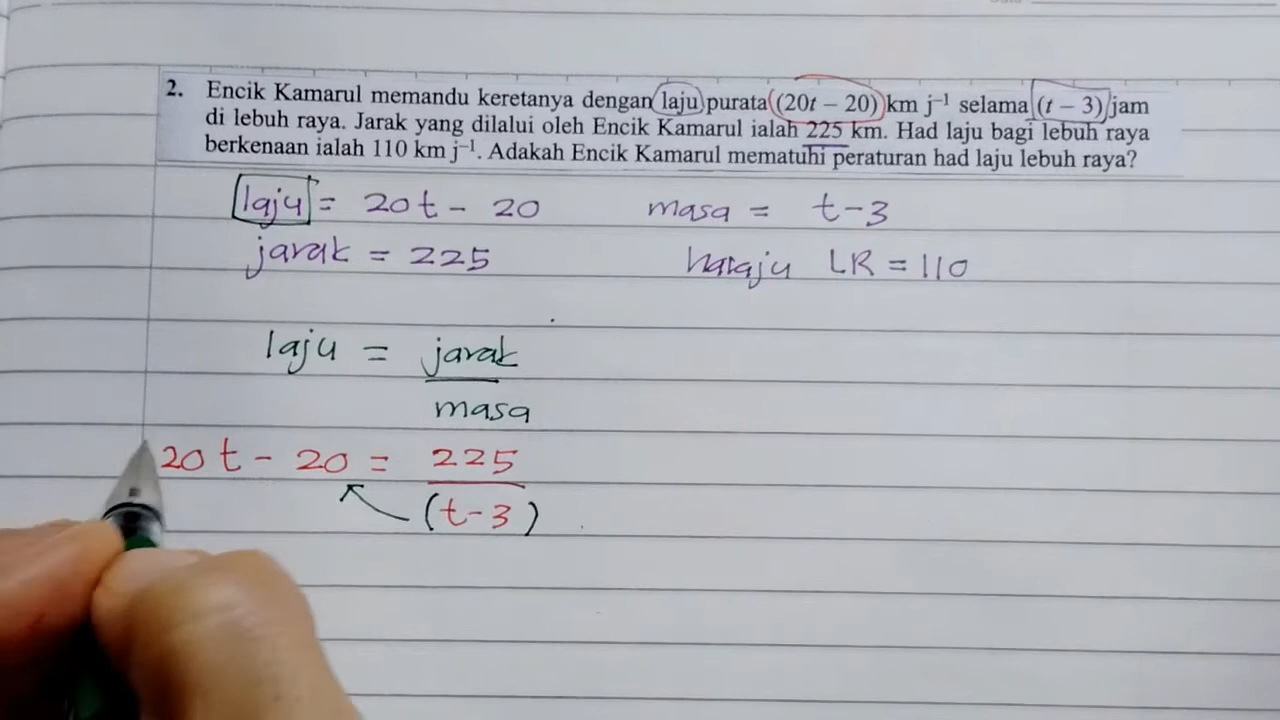 2. Encik Kamarul memandu keretanya dengan laju purata (20t – 20) km j⁻¹ selama (t – 3) jam
di lebuh raya. Jarak yang dilalui oleh Encik Kamarul ialah 225 km. Had laju bagi lebuh raya
berkenaan ialah 110 km j⁻¹. Adakah Encik Kamarul mematuhi peraturan had laju lebuh raya?
laju = 20t - 20 masa = t-3
jarak = 225 LR = 110
laju = jarak
masa
20t - 20 = 225
(t-3)